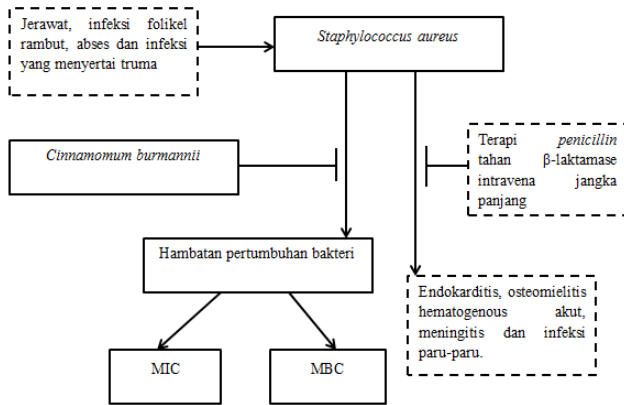 Jerawat, infeksi folikel
rambut, abses dan infeksi
yang menyertai truma
Staphylococcus aureus
Cinnamomum burmannii
Terapi penicillin
tahan β-laktamase
intravena jangka
panjang
Hambatan pertumbuhan bakteri
Endokarditis, osteomielitis
hematogenous akut,
meningitis dan infeksi
paru-paru.
MIC
MBC